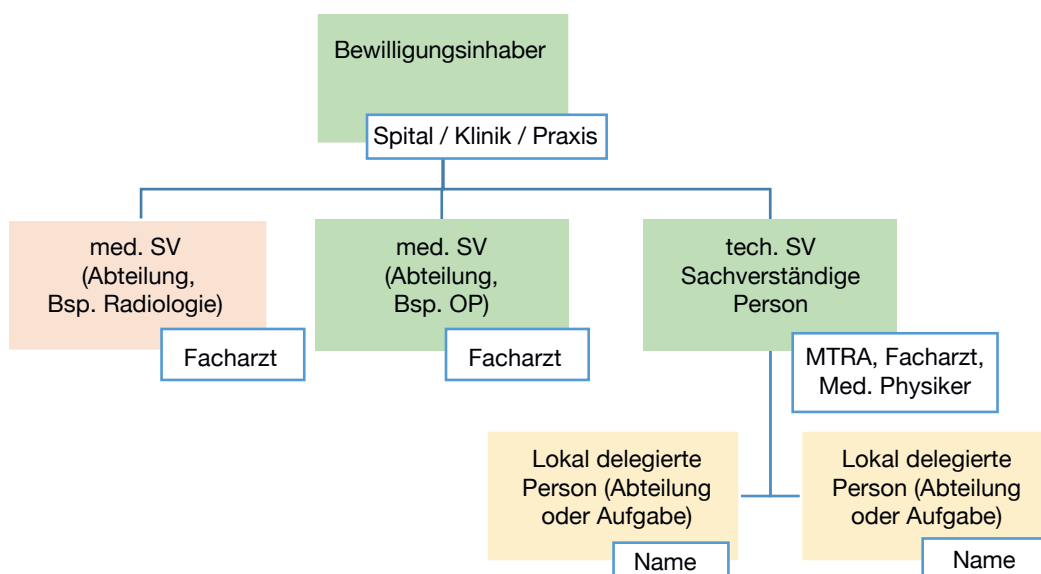 Bewilligungsinhaber
Spital / Klinik / Praxis
med. SV
(Abteilung,
Bsp. Radiologie)
Facharzt
med. SV
(Abteilung,
Bsp. OP)
Facharzt
tech. SV
Sachverständige
Person
MTRA, Facharzt,
Med. Physiker
Lokal delegierte
Person (Abteilung
oder Aufgabe)
Name
Lokal delegierte
Person (Abteilung
oder Aufgabe)
Name